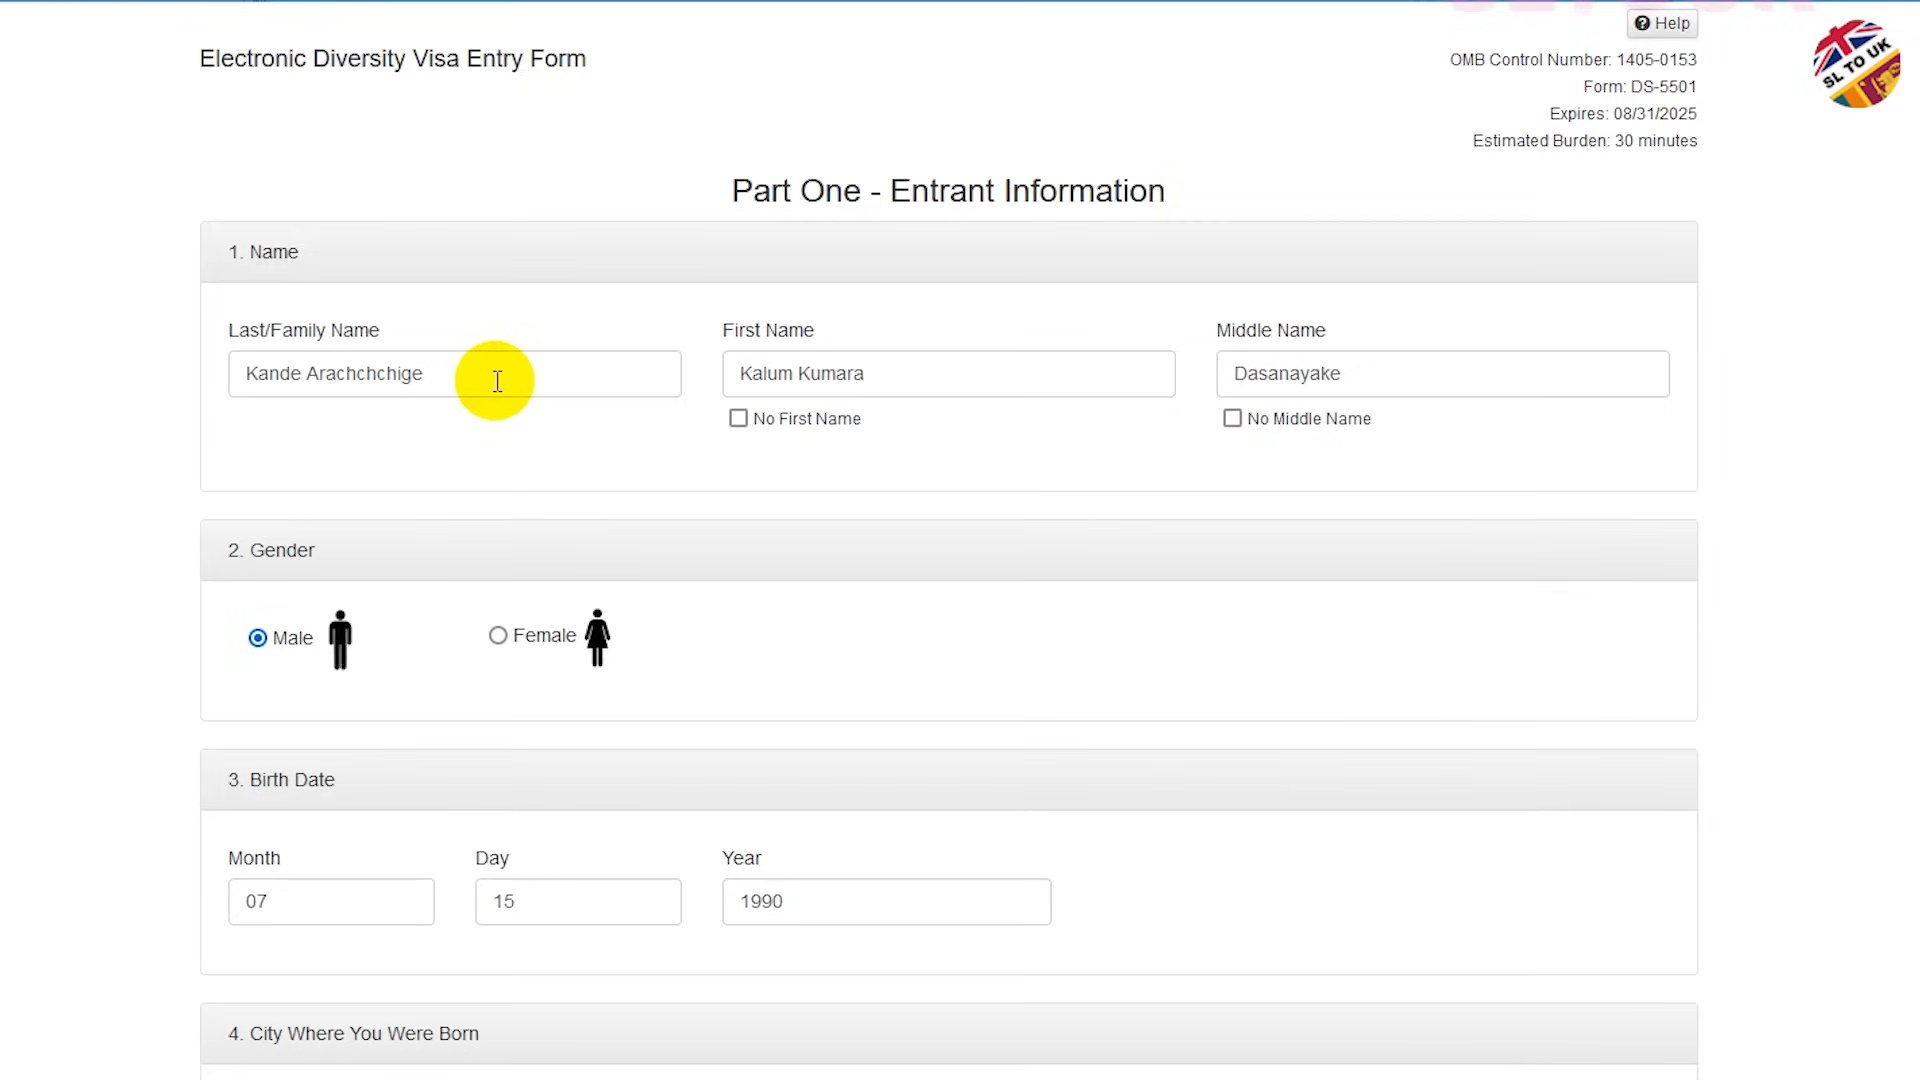 Help
Electronic Diversity Visa Entry Form
OMB Control Number: 1405-0153
Form: DS-5501
Expires: 08/31/2025
Estimated Burden: 30 minutes
SL TO UK
Part One - Entrant Information
1. Name
Last/Family Name First Name Middle Name
Kande Arachchchige Kalum Kumara Dasanayake
No First Name No Middle Name
2. Gender
Male Female
3. Birth Date
Month Day Year
07 15 1990
4. City Where You Were Born